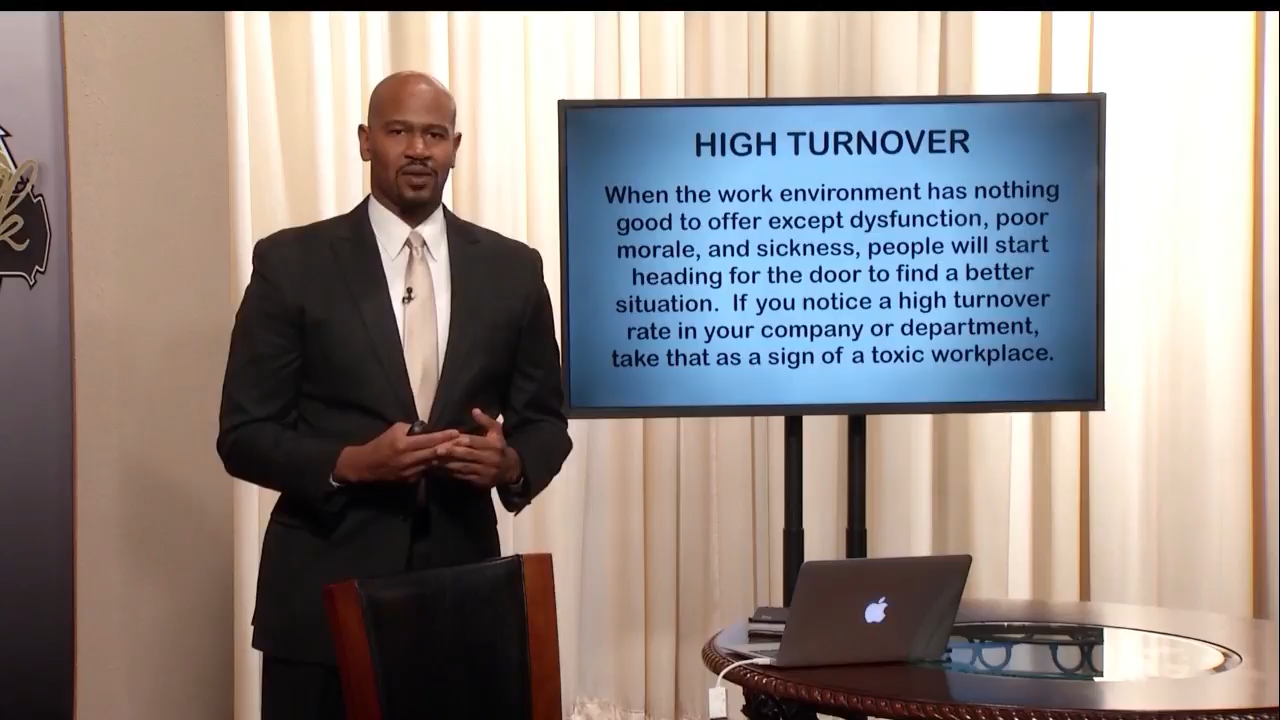 HIGH TURNOVER
When the work environment has nothing
good to offer except dysfunction, poor
morale, and sickness, people will start
heading for the door to find a better
situation.  If you notice a high turnover
rate in your company or department,
take that as a sign of a toxic workplace.